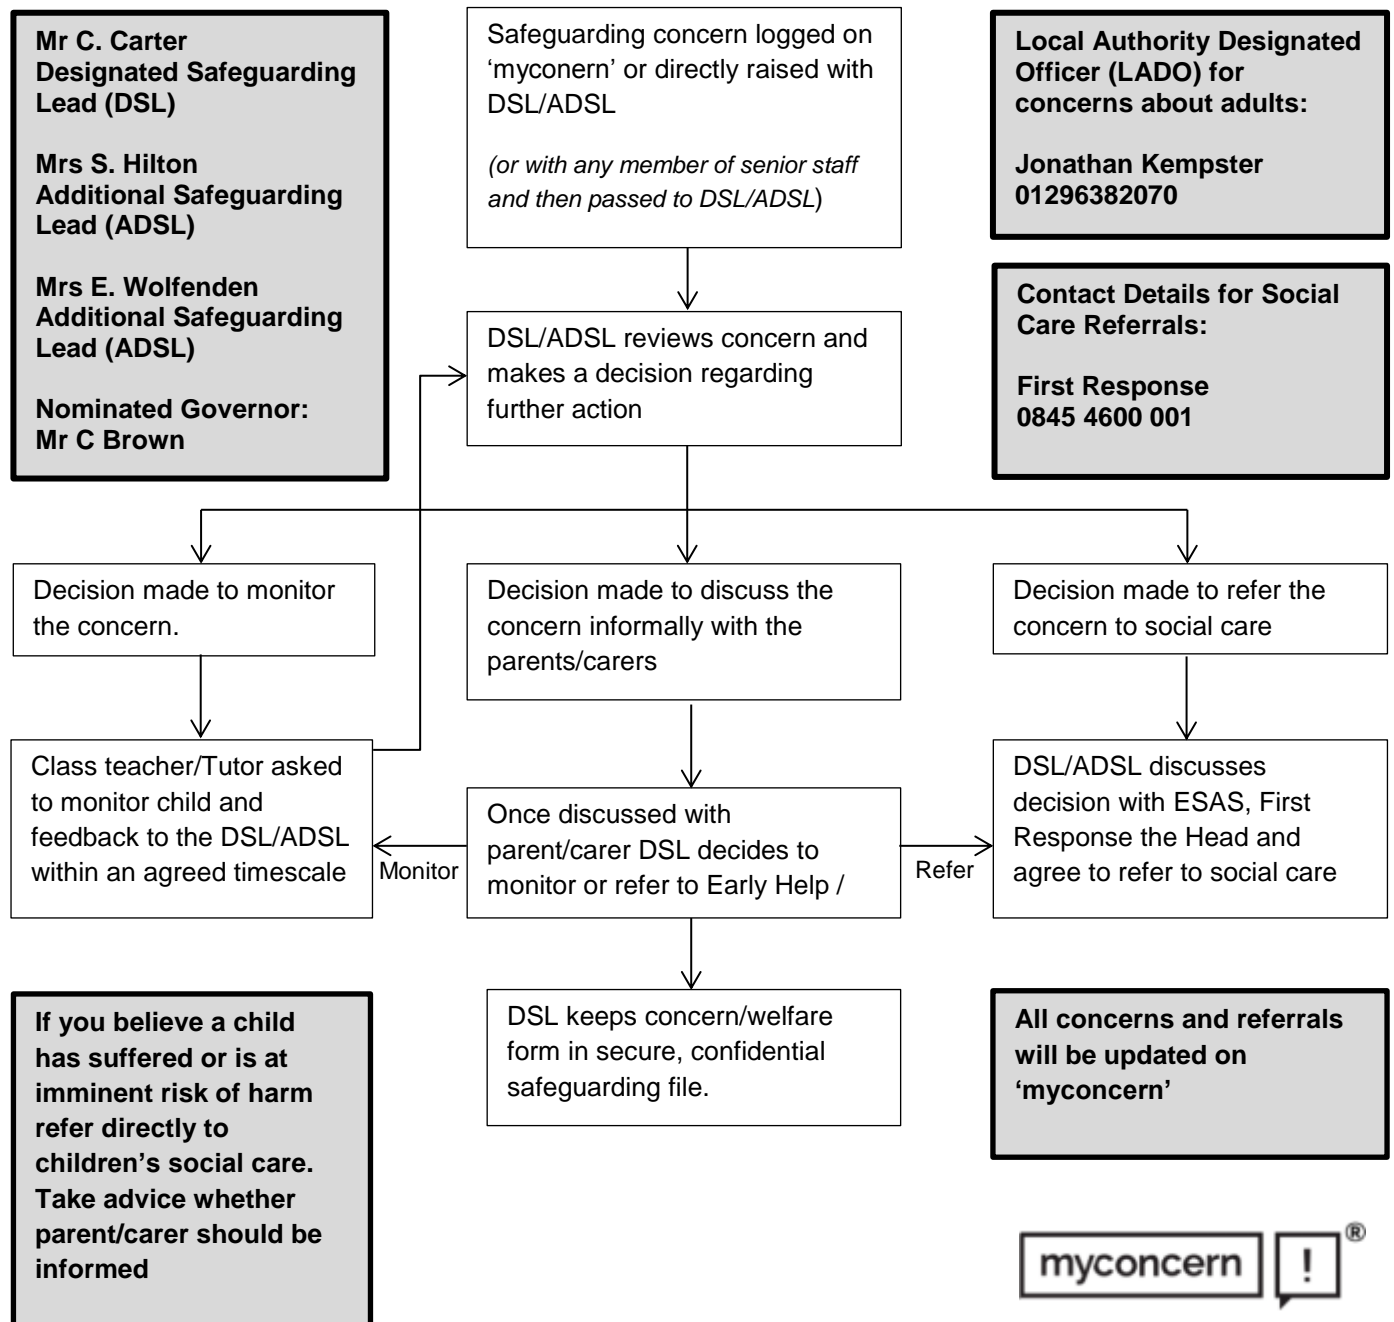 Mr C. Carter
Designated Safeguarding
Lead (DSL)
Mrs S. Hilton
Additional Safeguarding
Lead (ADSL)
Mrs E. Wolfenden
Additional Safeguarding
Lead (ADSL)
Nominated Governor:
Mr C Brown
Safeguarding concern logged on
‘myconern’ or directly raised with
DSL/ADSL
(or with any member of senior staff
and then passed to DSL/ADSL)
Local Authority Designated
Officer (LADO) for
concerns about adults:
Jonathan Kempster
01296382070
Contact Details for Social
Care Referrals:
First Response
0845 4600 001
DSL/ADSL reviews concern and
makes a decision regarding
further action
Decision made to monitor
the concern.
Decision made to discuss the
concern informally with the
parents/carers
Decision made to refer the
concern to social care
Class teacher/Tutor asked
to monitor child and
feedback to the DSL/ADSL
within an agreed timescale
Monitor
Once discussed with
parent/carer DSL decides to
monitor or refer to Early Help /
Refer
DSL/ADSL discusses
decision with ESAS, First
Response the Head and
agree to refer to social care
If you believe a child
has suffered or is at
imminent risk of harm
refer directly to
children’s social care.
Take advice whether
parent/carer should be
informed
DSL keeps concern/welfare
form in secure, confidential
safeguarding file.
All concerns and referrals
will be updated on
‘myconcern’
myconcern ! ®